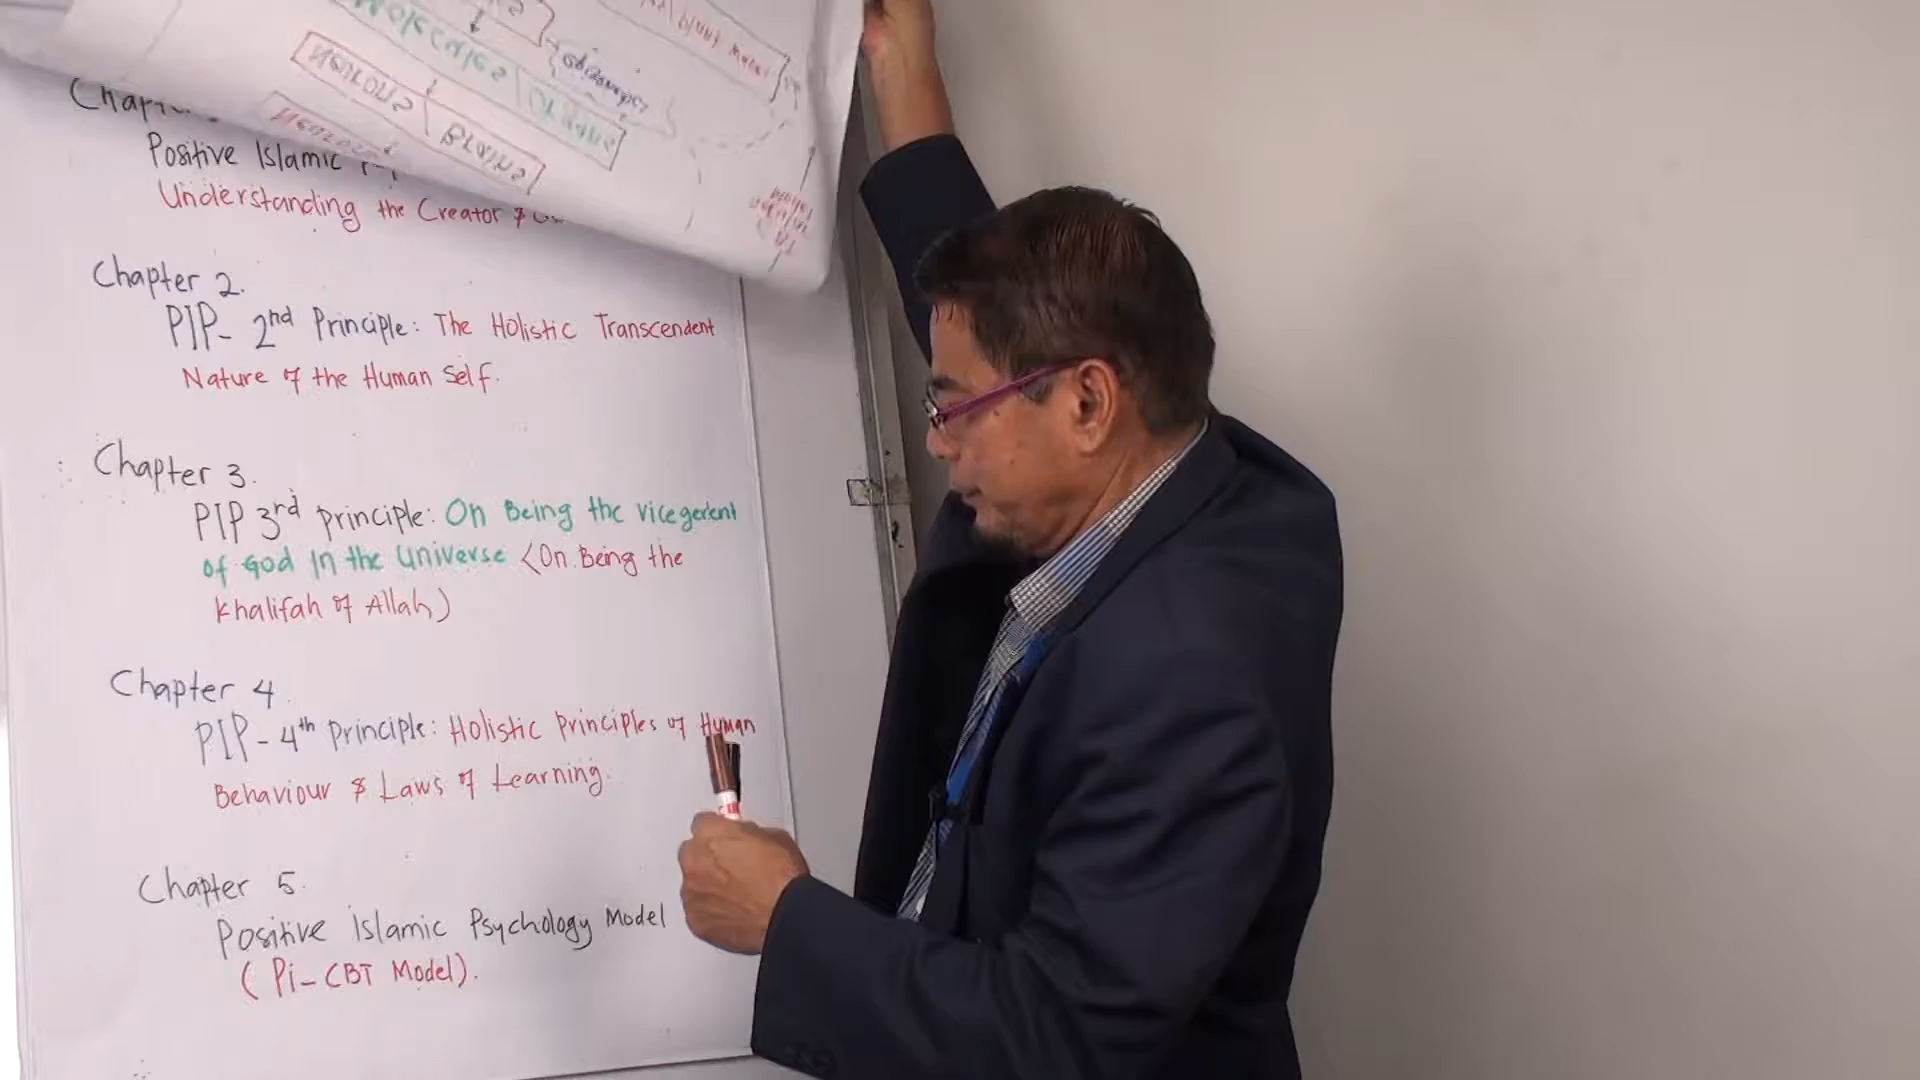 Positive Islamic
Understanding the Creator &
Chapter 2.
PIP- 2nd Principle: The Holistic Transcendent
Nature of the Human Self.
Chapter 3.
PIP 3rd principle: On Being the vicegerent
of God In the Universe (On Being the
Khalifah of Allah)
Chapter 4.
PIP- 4th Principle: Holistic Principles of Human
Behaviour & Laws of Learning.
Chapter 5.
Positive Islamic Psychology Model
(Pi-CBT Model).